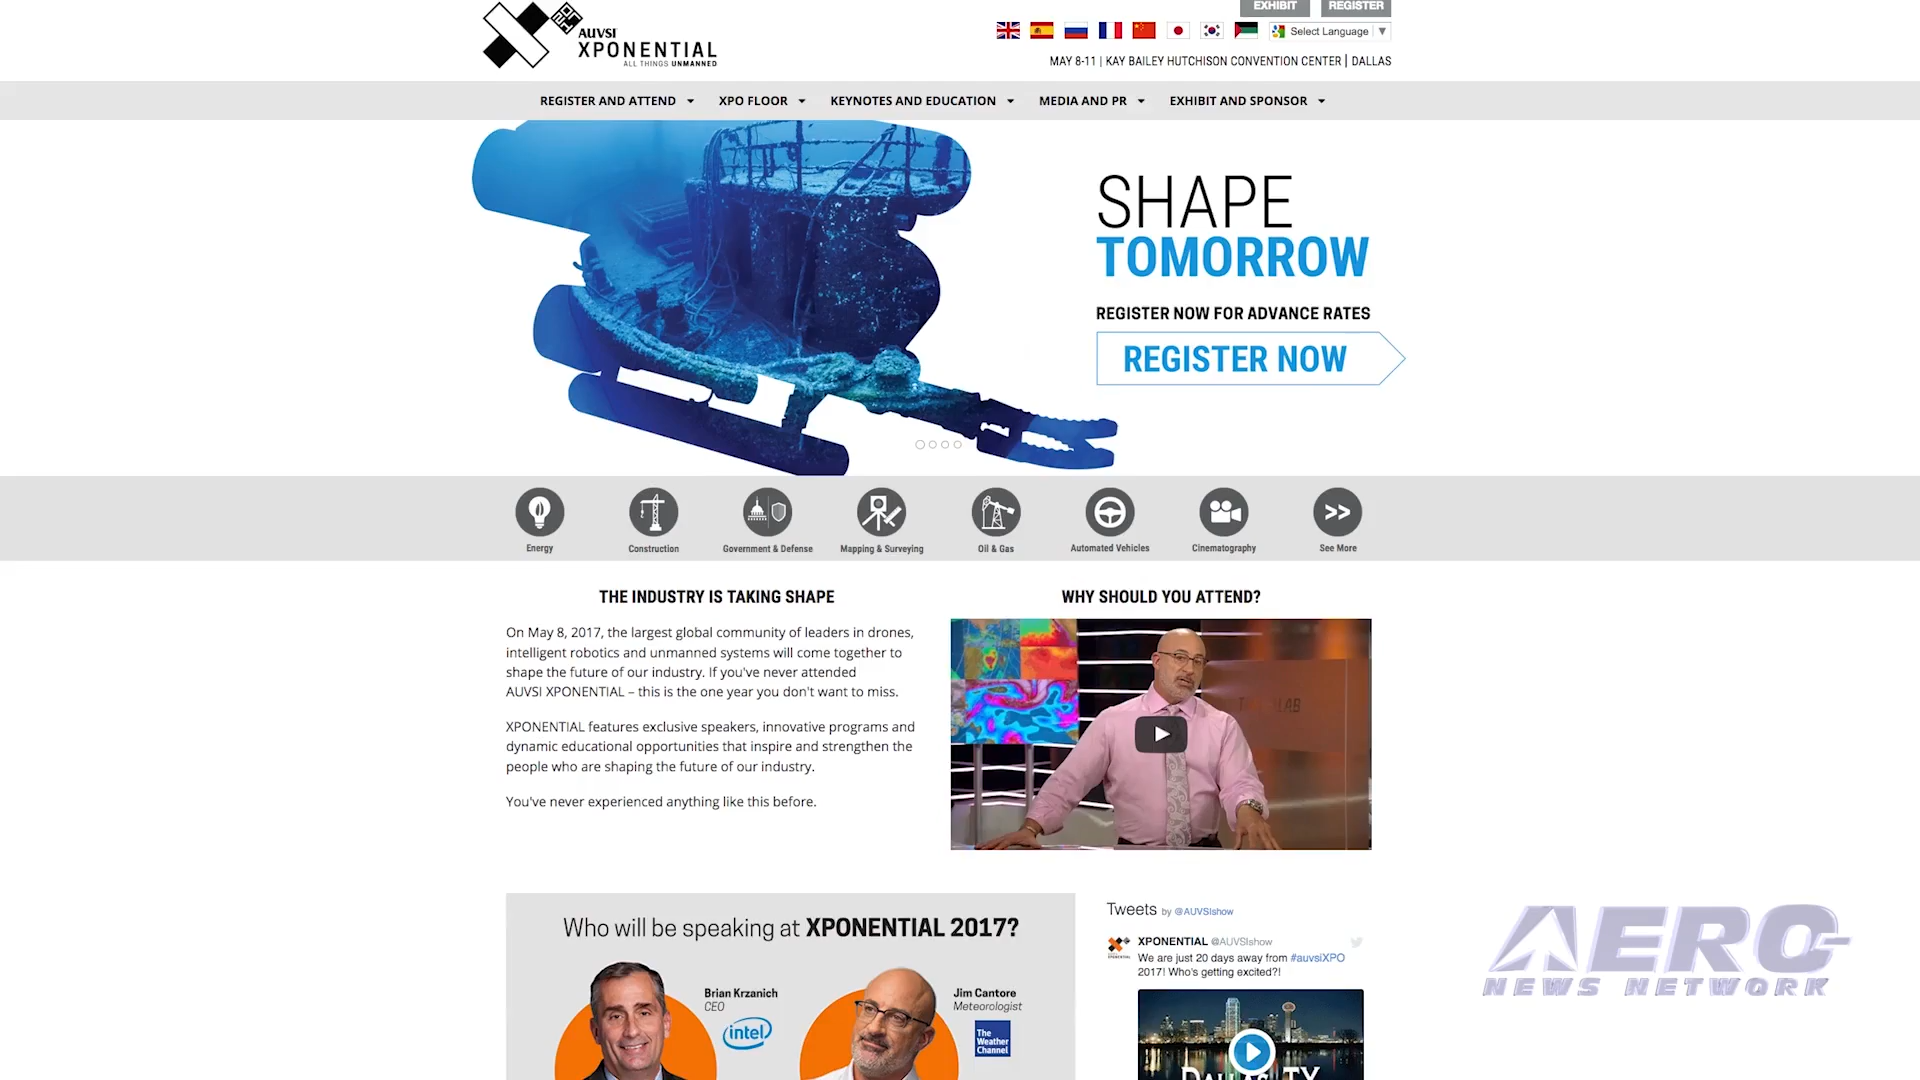 EXHIBIT
REGISTER
AUVSI
XPONENTIAL
ALL THINGS UNMANNED
Select Language
MAY 8-11 | KAY BAILEY HUTCHISON CONVENTION CENTER | DALLAS
REGISTER AND ATTEND
XPO FLOOR
KEYNOTES AND EDUCATION
MEDIA AND PR
EXHIBIT AND SPONSOR
SHAPE
TOMORROW
REGISTER NOW FOR ADVANCE RATES
REGISTER NOW
Energy
Construction
Government & Defense
Mapping & Surveying
Oil & Gas
Automated Vehicles
Cinematography
See More
THE INDUSTRY IS TAKING SHAPE
On May 8, 2017, the largest global community of leaders in drones,
intelligent robotics and unmanned systems will come together to
shape the future of our industry. If you've never attended
AUVSI XPONENTIAL – this is the one year you don't want to miss.
XPONENTIAL features exclusive speakers, innovative programs and
dynamic educational opportunities that inspire and strengthen the
people who are shaping the future of our industry.
You've never experienced anything like this before.
WHY SHOULD YOU ATTEND?
Who will be speaking at XPONENTIAL 2017?
Brian Krzanich
CEO
intel
Jim Cantore
Meteorologist
The
Weather
Channel
Tweets by @AUVSIshow
XPONENTIAL @AUVSIshow
We are just 20 days away from #auvsiXPO
2017! Who's getting excited?!
DALLAS, TX
AERO
NEWS NETWORK